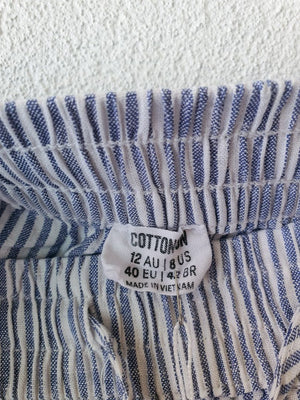 COTTON:ON
12 AU | 8 US
40 EU | 42 BR
MADE IN VIETNAM